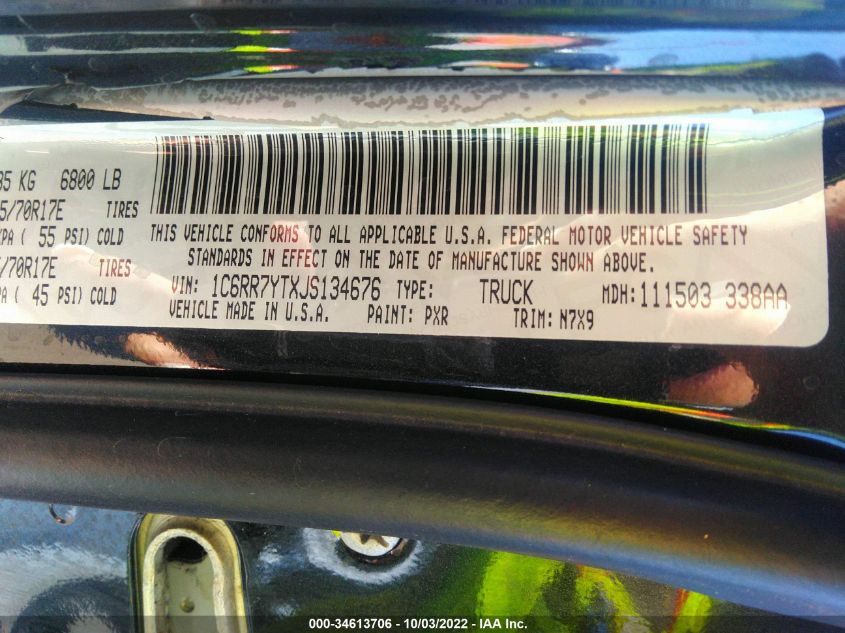 85 KG 6800 LB
5/70R17E TIRES
KPA ( 55 PSI) COLD
/70R17E TIRES
PA ( 45 PSI) COLD
THIS VEHICLE CONFORMS TO ALL APPLICABLE U.S.A. FEDERAL MOTOR VEHICLE SAFETY
STANDARDS IN EFFECT ON THE DATE OF MANUFACTURE SHOWN ABOVE.
VIN: 1C6RR7YTXJS134676 TYPE: TRUCK MDH: 111503 338AA
VEHICLE MADE IN U.S.A. PAINT: PXR TRIM: N7X9
000-34613706 - 10/03/2022 - IAA Inc.